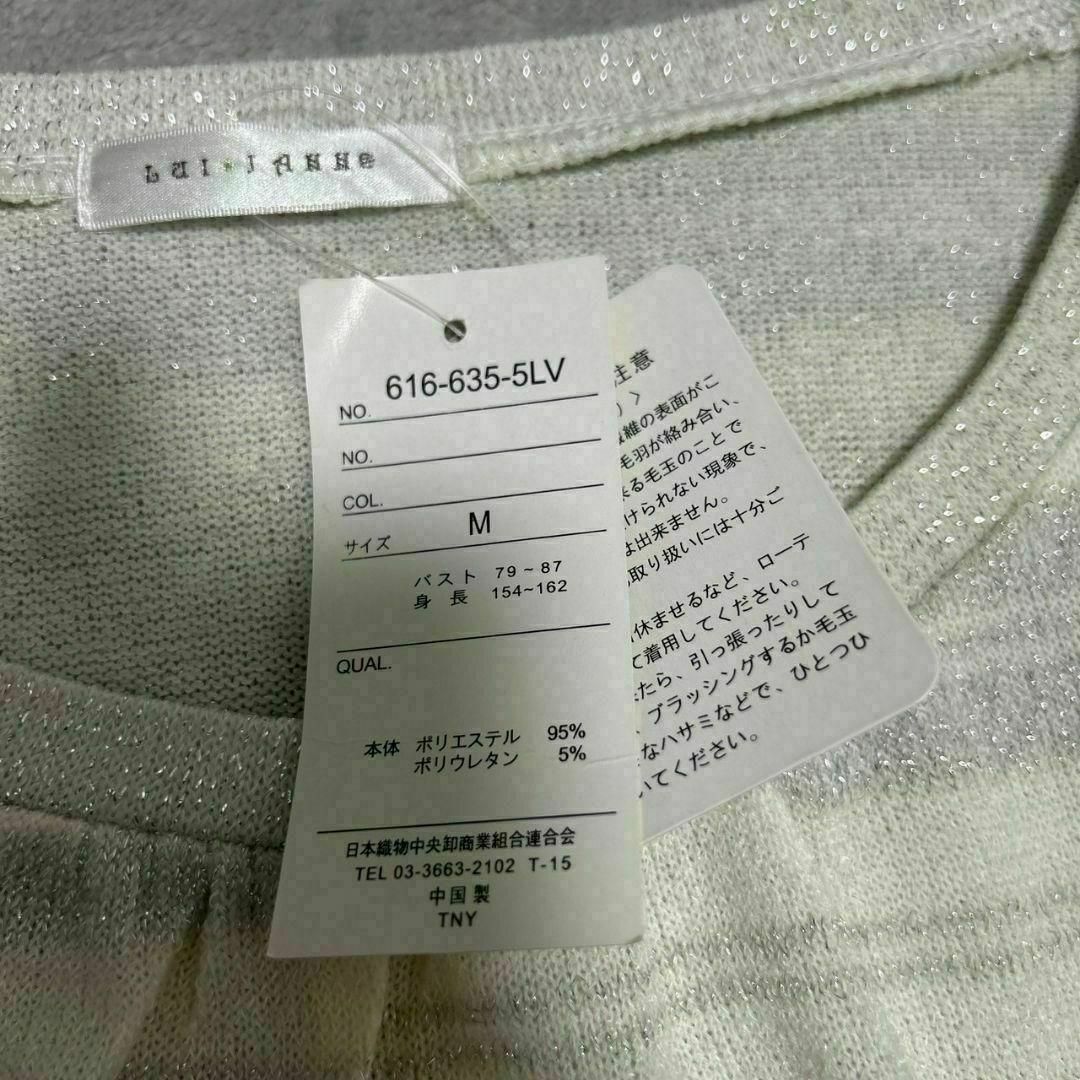 616-635-5LV
NO.
NO.
COL.
サイズ M
バスト 79~87
身長 154~162
QUAL.
本体 ポリエステル 95%
ポリウレタン 5%
日本織物中央卸商業組合連合会
TEL 03-3663-2102 T-15
中国製
TNY
注意
)〉
維の表面がこ
毛羽が絡み合い、
る毛玉のことで
けられない現象で、
は出来ません。
取り扱いには十分ご
休ませるなど、ローテ
て着用してください。
たら、引っ張ったりして
ブラッシングするか毛玉
なハサミなどで、ひとつひ
いてください。